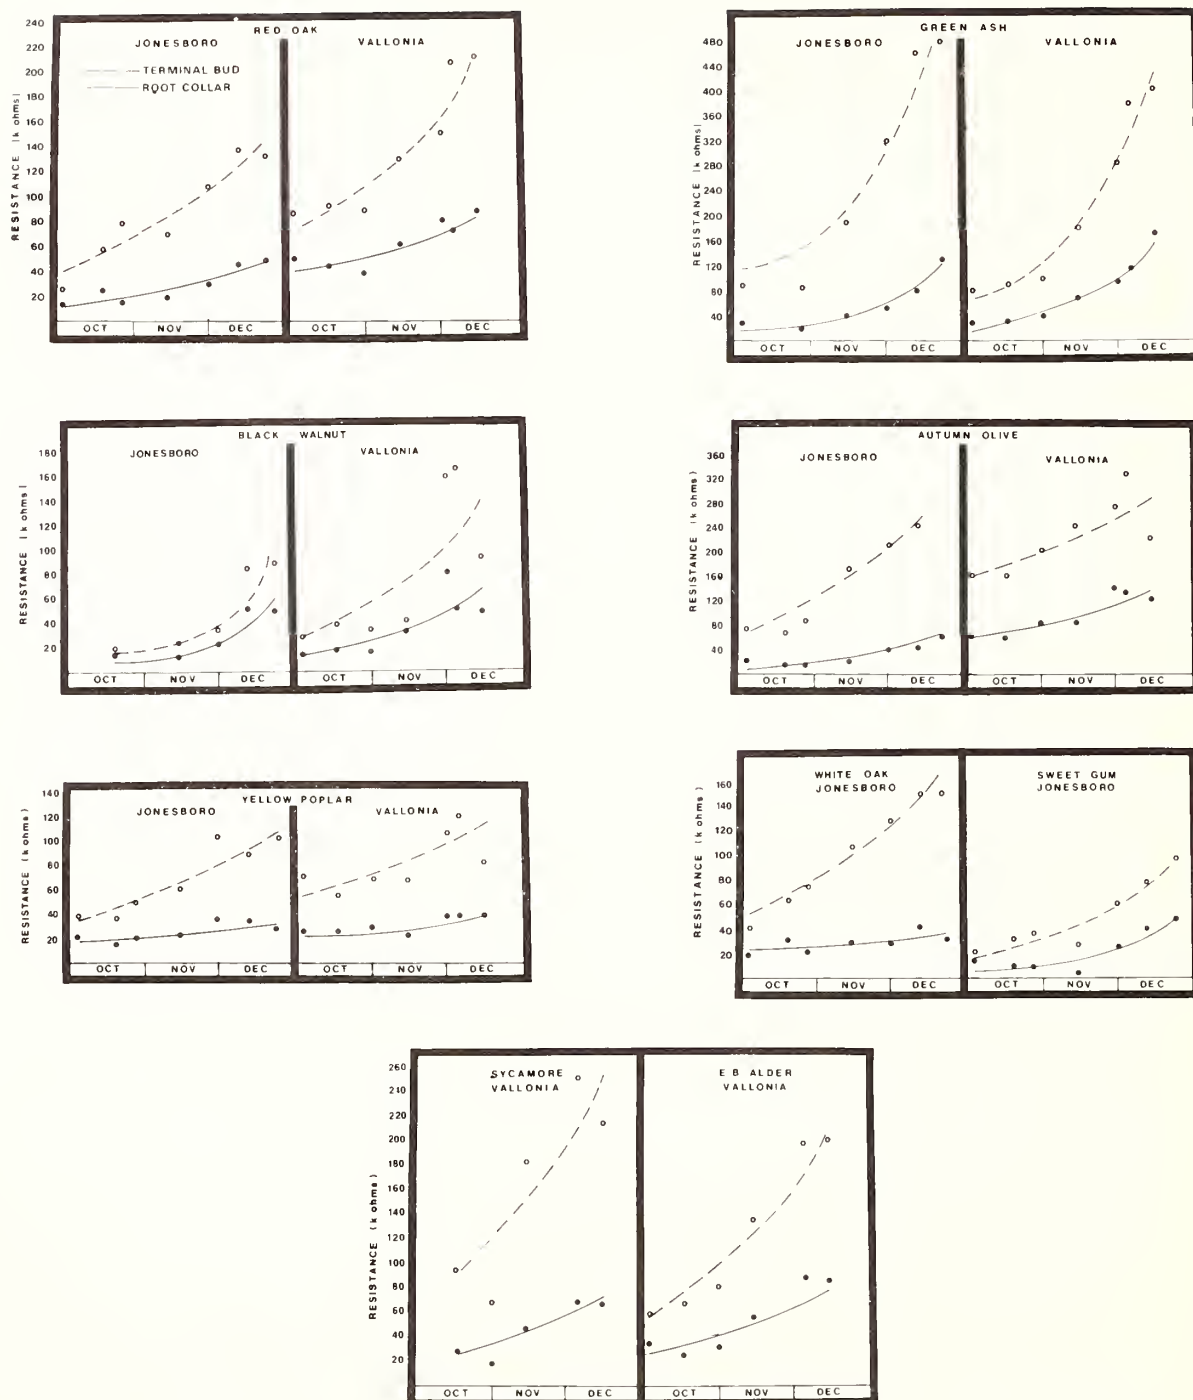 RED OAK
JONESBORO VALLONIA
TERMINAL BUD
ROOT COLLAR
RESISTANCE (k ohms)
240
220
200
180
160
140
120
100
80
60
40
20
OCT NOV DEC OCT NOV DEC
GREEN ASH
JONESBORO VALLONIA
RESISTANCE (k ohms)
480
440
400
360
320
280
240
200
160
120
80
40
OCT NOV DEC OCT NOV DEC
BLACK WALNUT
JONESBORO VALLONIA
RESISTANCE (k ohms)
180
160
140
120
100
80
60
40
20
OCT NOV DEC OCT NOV DEC
AUTUMN OLIVE
JONESBORO VALLONIA
RESISTANCE (k ohms)
360
320
280
240
200
160
120
80
40
OCT NOV DEC OCT NOV DEC
YELLOW POPLAR
JONESBORO VALLONIA
RESISTANCE (k ohms)
140
120
100
80
60
40
20
OCT NOV DEC OCT NOV DEC
WHITE OAK SWEET GUM
JONESBORO JONESBORO
RESISTANCE (k ohms)
160
140
120
100
80
60
40
20
OCT NOV DEC OCT NOV DEC
SYCAMORE E B ALDER
VALLONIA VALLONIA
RESISTANCE (k ohms)
260
240
220
200
180
160
140
120
100
80
60
40
20
OCT NOV DEC OCT NOV DEC